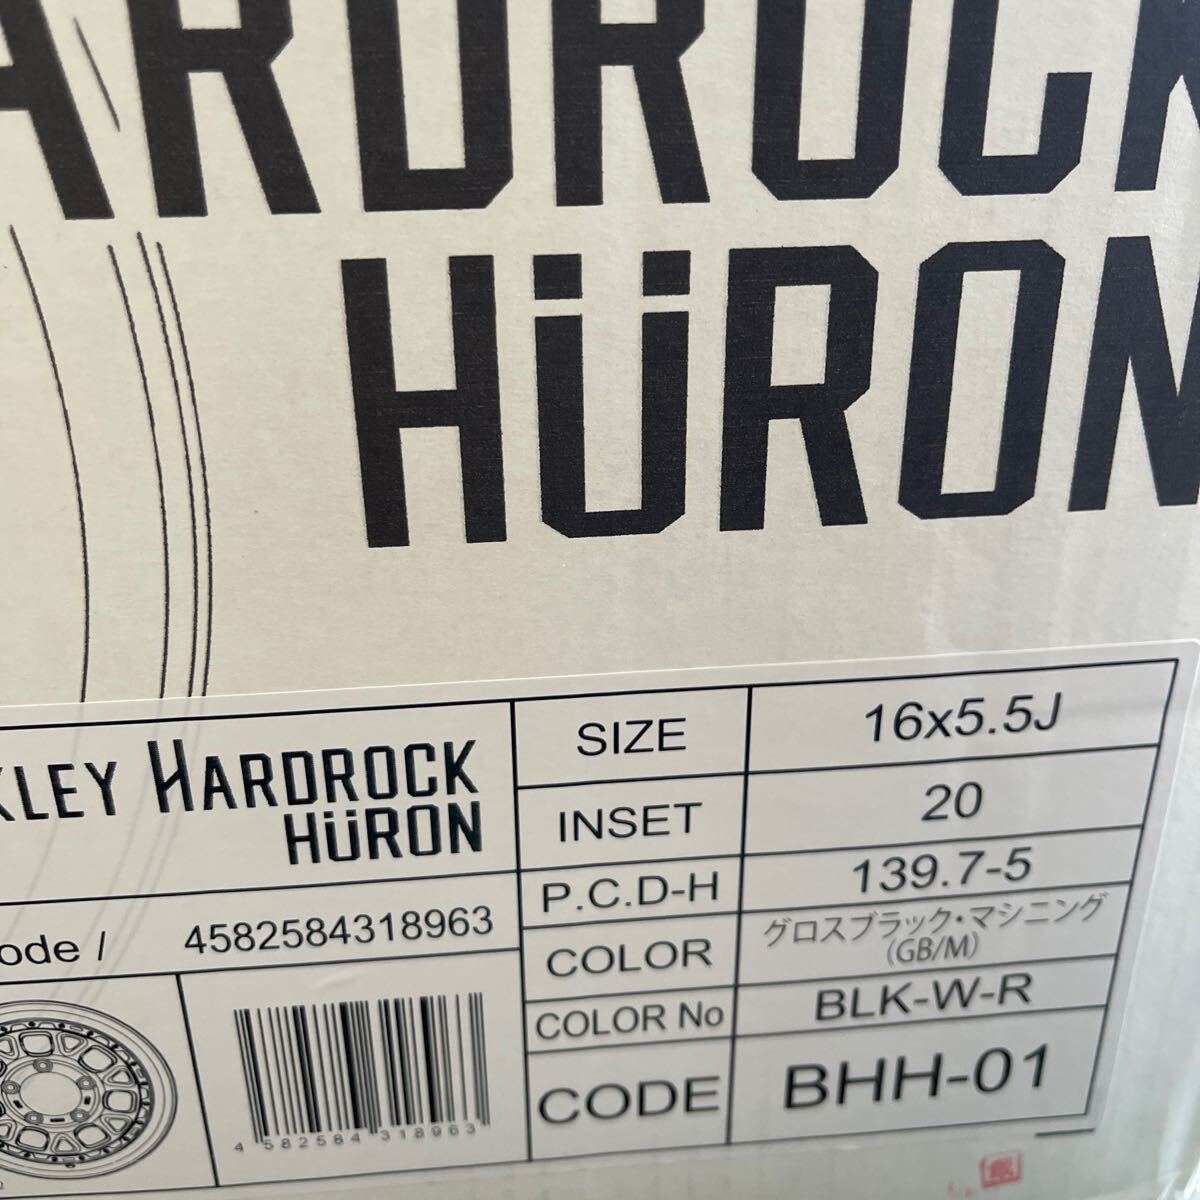 ARDROCK
HÜRON
KLEY HARDROCK
HÜRON
ode / 4582584318963
4 582584 318963
SIZE 16x5.5J
INSET 20
P.C.D-H 139.7-5
COLOR グロスブラック・マシニング
(GB/M)
COLOR No BLK-W-R
CODE BHH-01